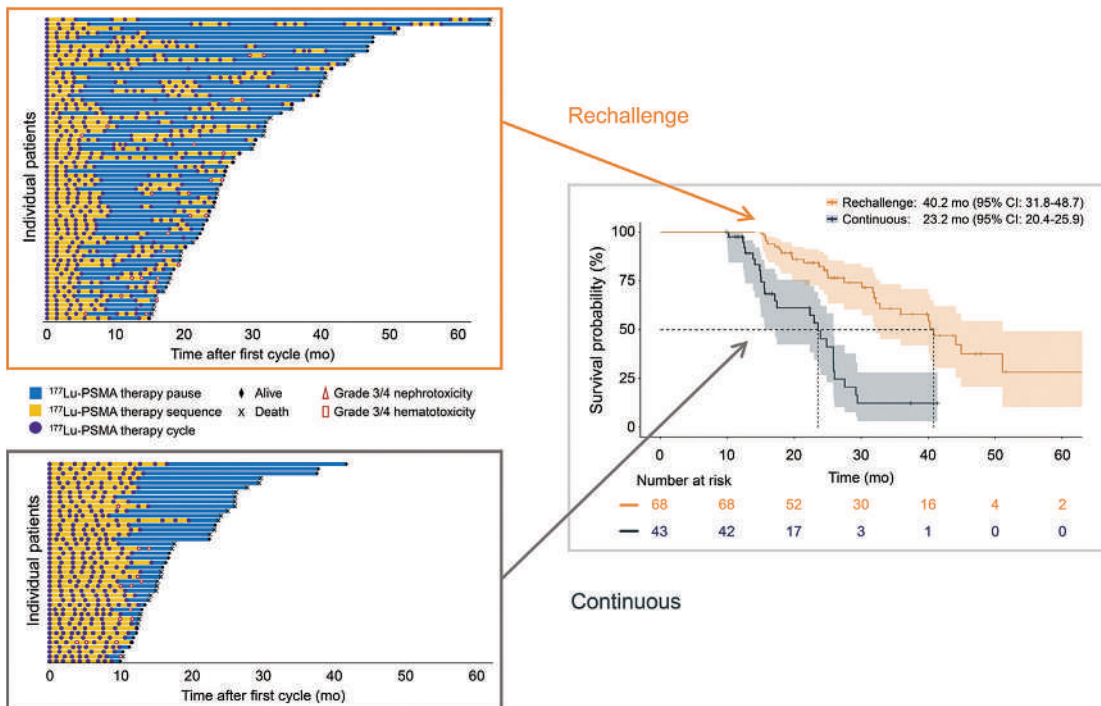 Individual patients
0 10 20 30 40 50 60
Time after first cycle (mo)
Rechallenge
¹⁷⁷Lu-PSMA therapy pause
¹⁷⁷Lu-PSMA therapy sequence
¹⁷⁷Lu-PSMA therapy cycle
Alive
Death
Grade 3/4 nephrotoxicity
Grade 3/4 hematotoxicity
Rechallenge: 40.2 mo (95% CI: 31.8-48.7)
Continuous: 23.2 mo (95% CI: 20.4-25.9)
Survival probability (%)
100
75
50
25
0
0 10 20 30 40 50 60
Time (mo)
Number at risk
68 68 52 30 16 4 2
43 42 17 3 1 0 0
Individual patients
0 10 20 30 40 50 60
Time after first cycle (mo)
Continuous